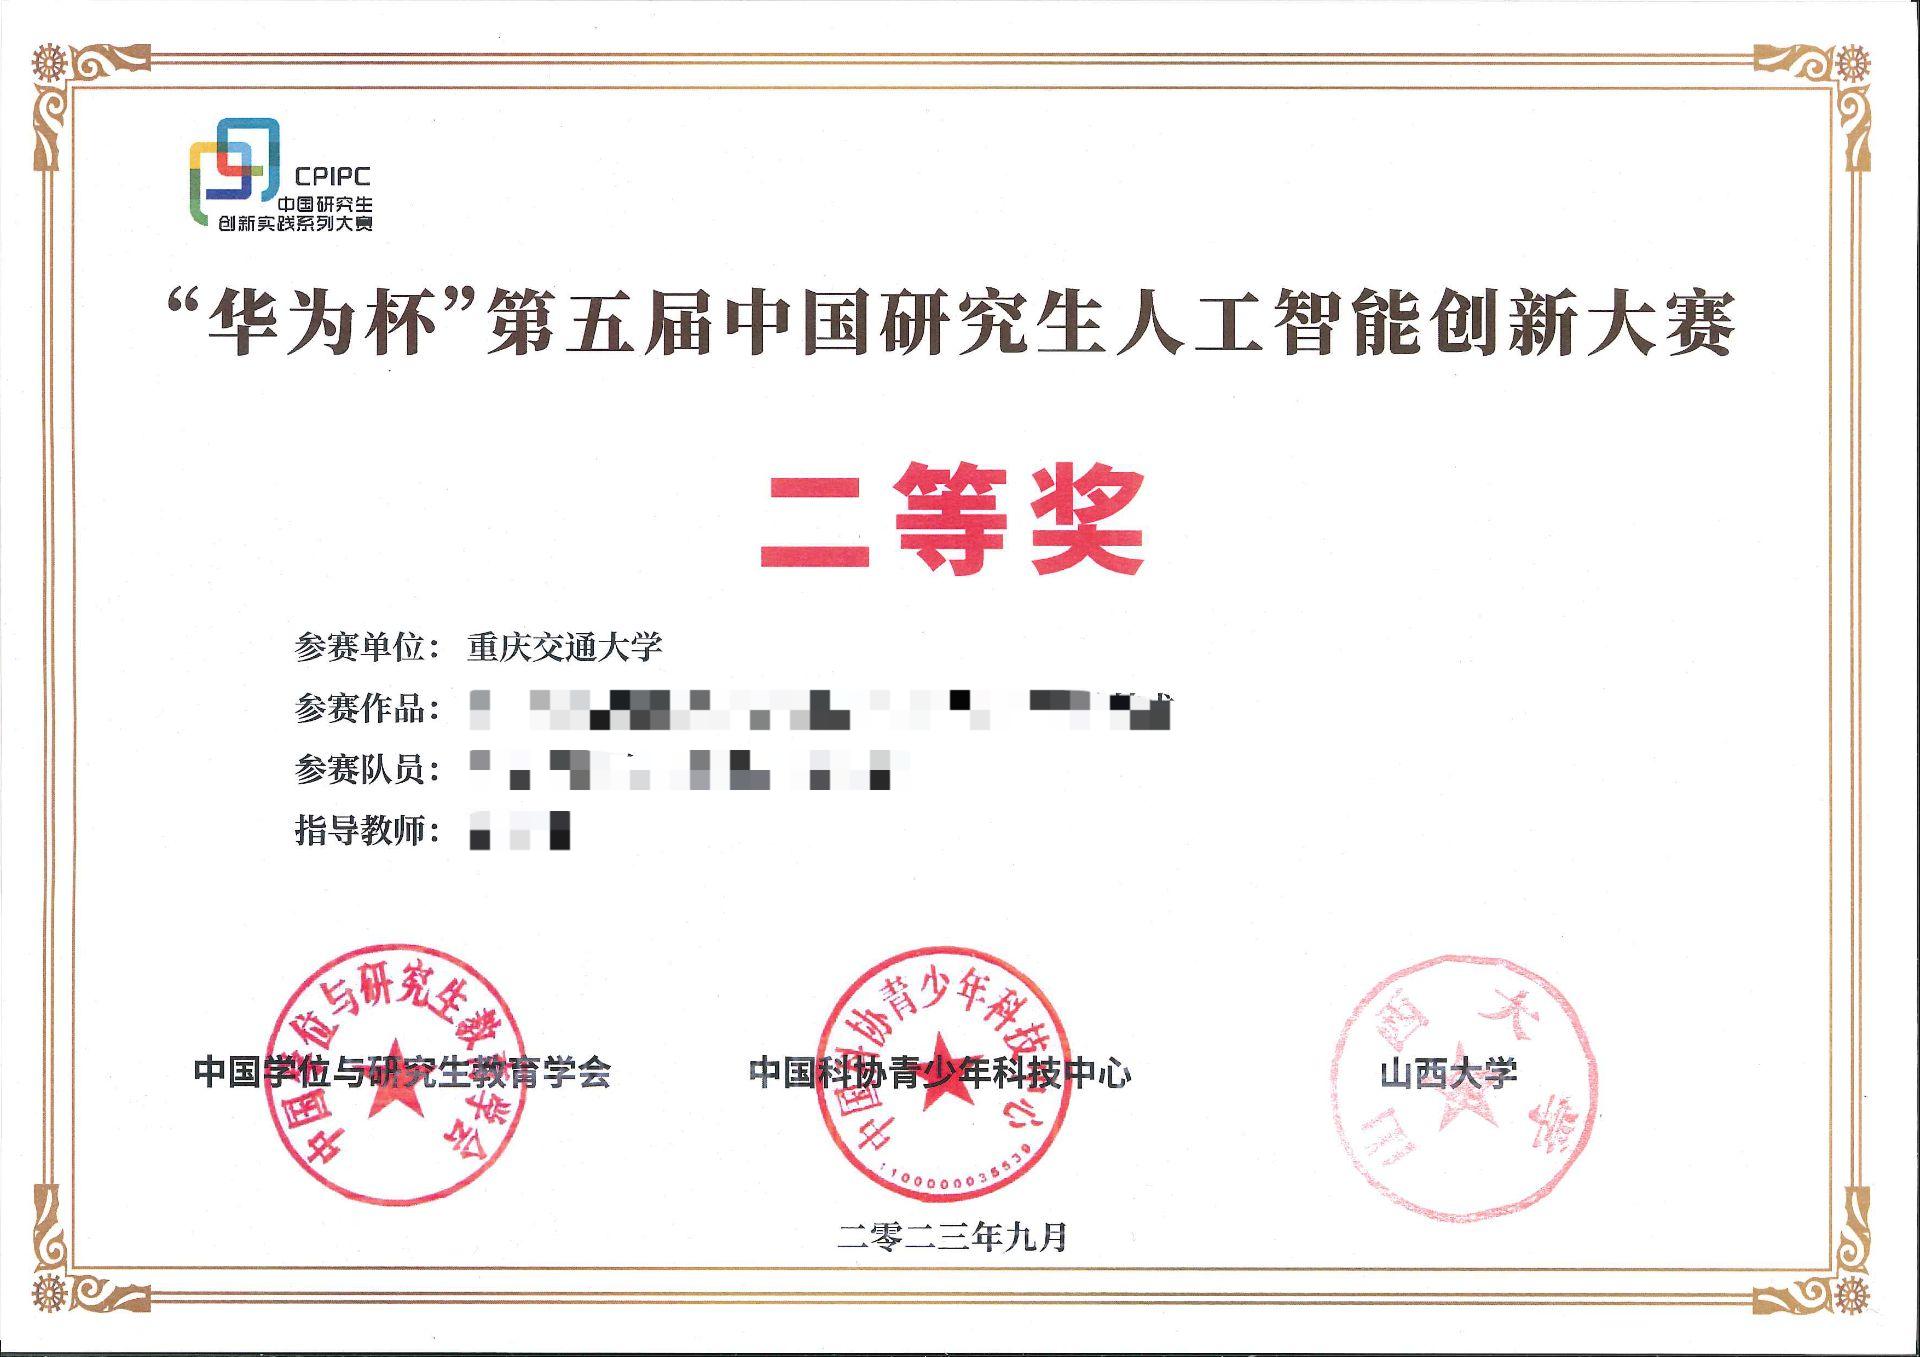 CPIPC
中国研究生
创新实践系列大赛
“华为杯”第五届中国研究生人工智能创新大赛
二等奖
参赛单位： 重庆交通大学
参赛作品：
参赛队员：
指导教师：
中国学位与研究生教育学会
中国学位与研究生教育学会
中国科协青少年科技中心
中国科协青少年科技中心
1100000035539
山西大学
山西大学
二零二三年九月